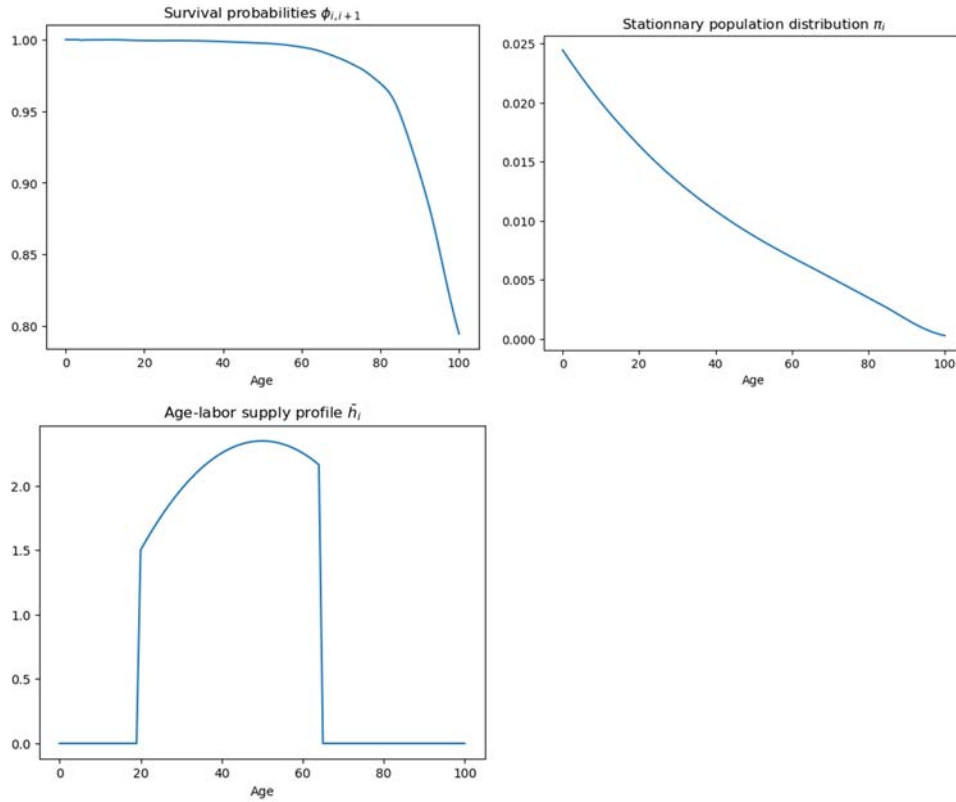 Survival probabilities ϕ_{i,i+1}
1.00
0.95
0.90
0.85
0.80
0 20 40 60 80 100
Age
Stationnary population distribution π_i
0.025
0.020
0.015
0.010
0.005
0.000
0 20 40 60 80 100
Age
Age-labor supply profile h̃_i
2.0
1.5
1.0
0.5
0.0
0 20 40 60 80 100
Age